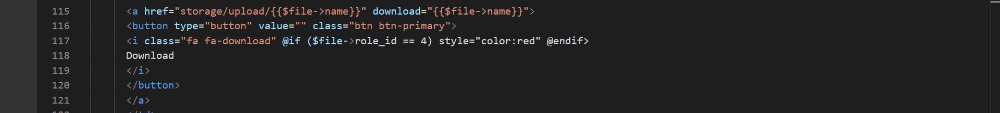 115 <a href="storage/upload/{{$file->name}}" download="{{$file->name}}">
116 <button type="button" value="" class="btn btn-primary">
117 <i class="fa fa-download" @if ($file->role_id == 4) style="color:red" @endif>
118 Download
119 </i>
120 </button>
121 </a>